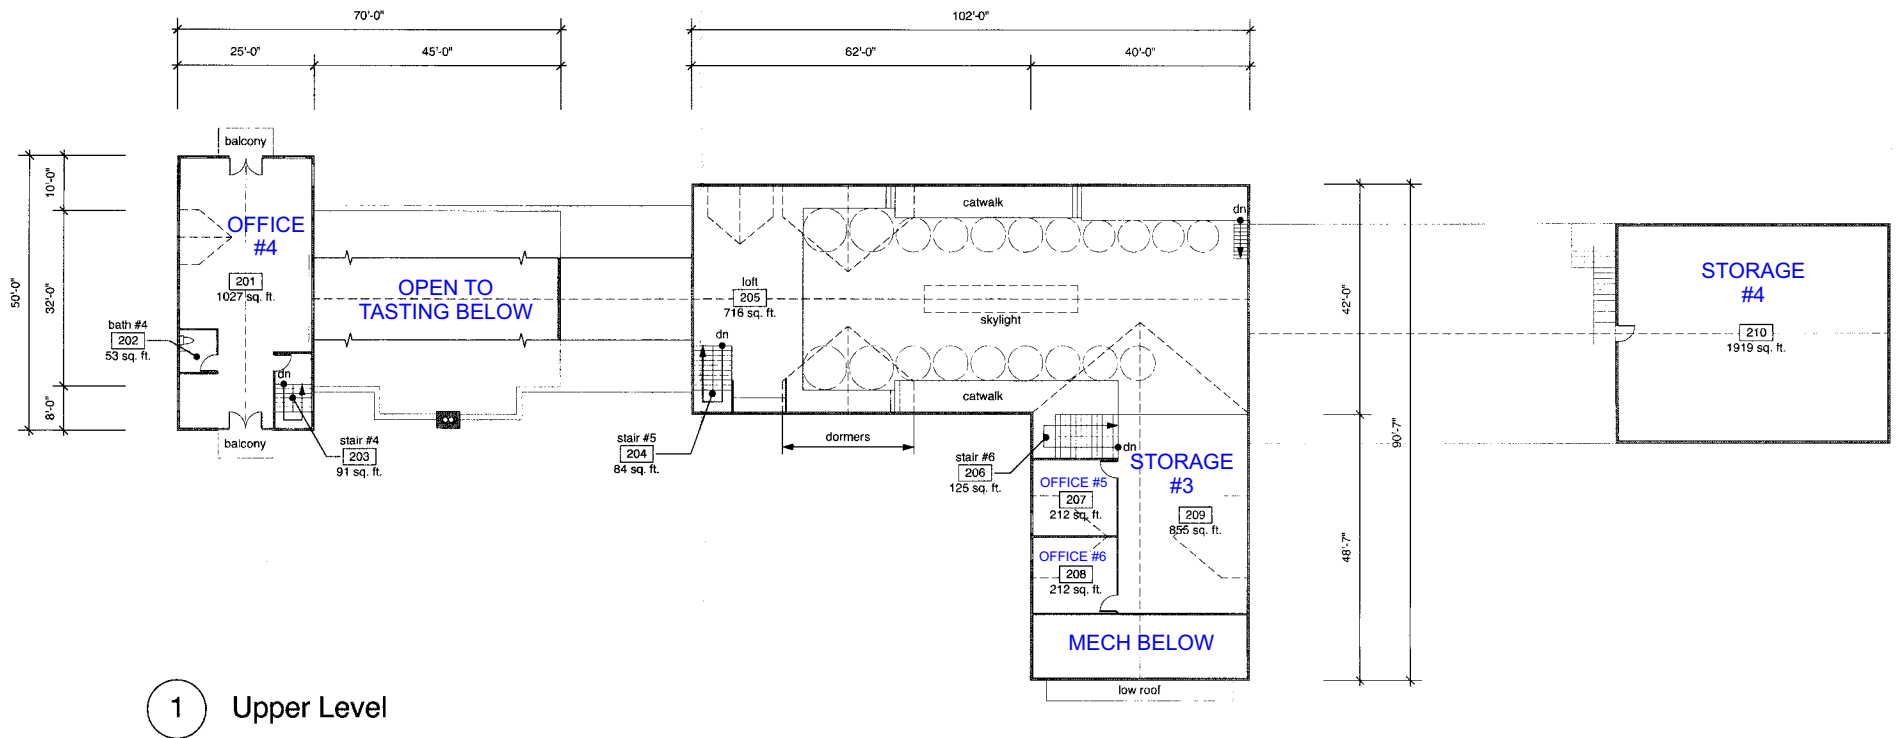 70'-0"
102'-0"
25'-0"
45'-0"
62'-0"
40'-0"
balcony
50'-0"
10'-0"
32'-0"
8'-0"
OFFICE
#4
201
1027 sq. ft.
bath #4
202
53 sq. ft.
dn
balcony
stair #4
203
91 sq. ft.
OPEN TO
TASTING BELOW
catwalk
dn
loft
205
716 sq. ft.
skylight
dn
catwalk
stair #5
204
84 sq. ft.
dormers
stair #6
206
125 sq. ft.
dn
STORAGE
#3
209
855 sq. ft.
OFFICE #5
207
212 sq. ft.
OFFICE #6
208
212 sq. ft.
MECH BELOW
low roof
42'-0"
90'-7"
48'-7"
STORAGE
#4
210
1919 sq. ft.
1 Upper Level